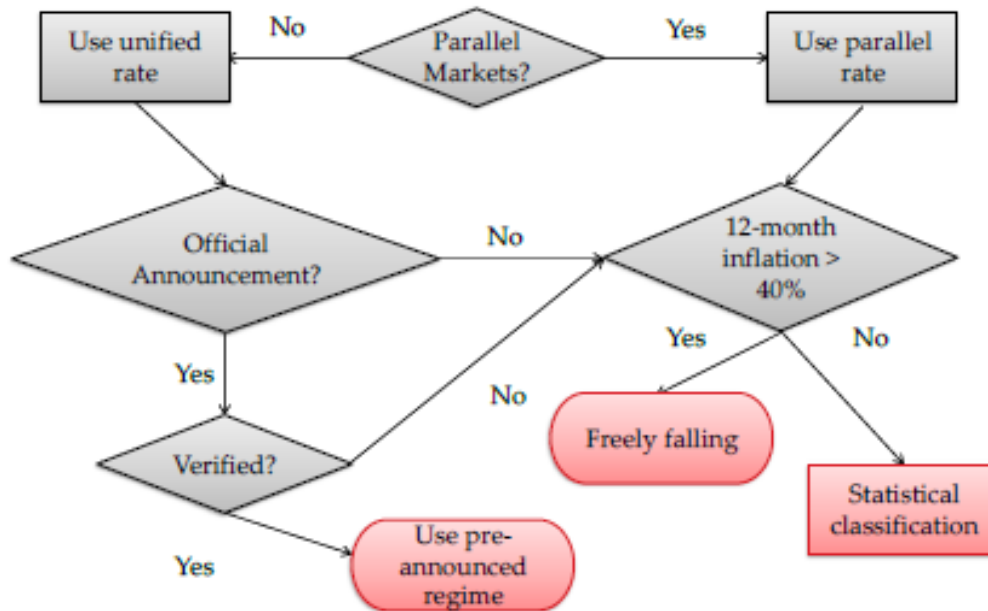 Use unified
rate
No
Parallel
Markets?
Yes
Use parallel
rate
Official
Announcement?
No
12-month
inflation >
40%
Yes
No
Yes
No
Verified?
Freely falling
Statistical
classification
Yes
Use pre-
announced
regime